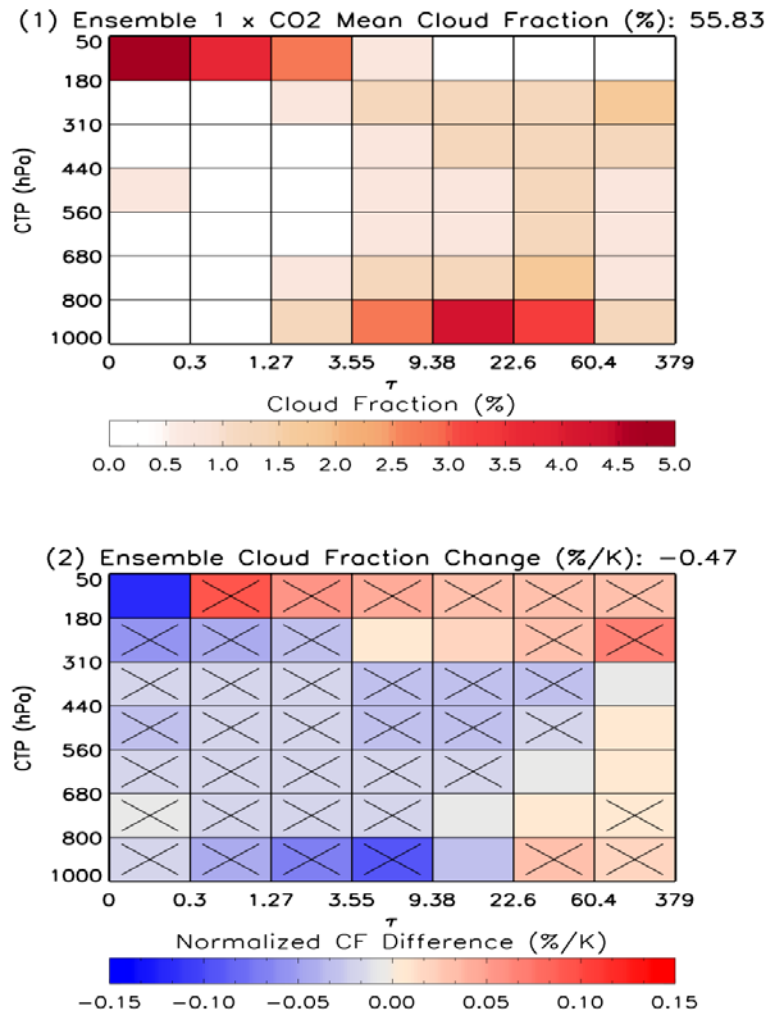 (1) Ensemble 1 x CO2 Mean Cloud Fraction (%): 55.83
50
180
310
440
560
680
800
1000
CTP (hPa)
0 0.3 1.27 3.55 9.38 22.6 60.4 379
τ
Cloud Fraction (%)
0.0 0.5 1.0 1.5 2.0 2.5 3.0 3.5 4.0 4.5 5.0
(2) Ensemble Cloud Fraction Change (%/K): −0.47
50
180
310
440
560
680
800
1000
CTP (hPa)
0 0.3 1.27 3.55 9.38 22.6 60.4 379
τ
Normalized CF Difference (%/K)
−0.15 −0.10 −0.05 0.00 0.05 0.10 0.15